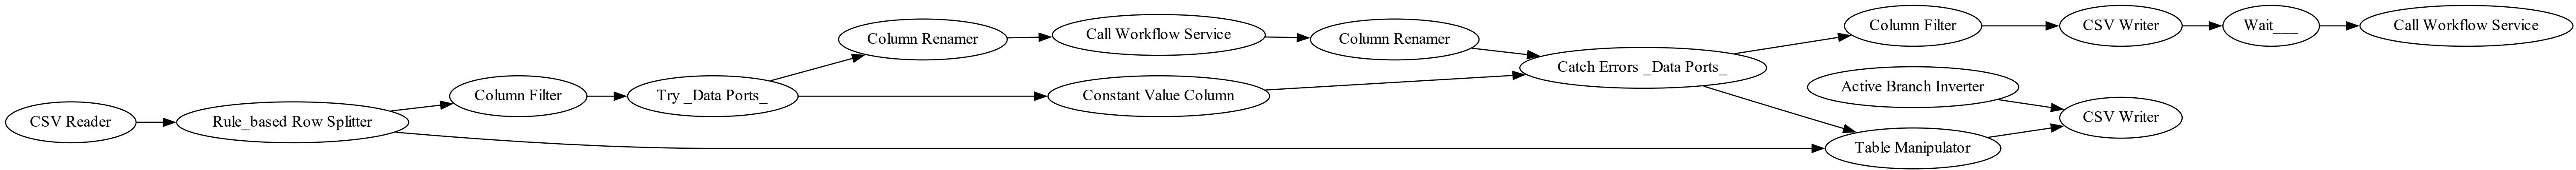 CSV Reader
Rule_based Row Splitter
Column Filter
Try _Data Ports_
Column Renamer
Call Workflow Service
Column Renamer
Constant Value Column
Catch Errors _Data Ports_
Column Filter
CSV Writer
Wait___
Call Workflow Service
Active Branch Inverter
Table Manipulator
CSV Writer